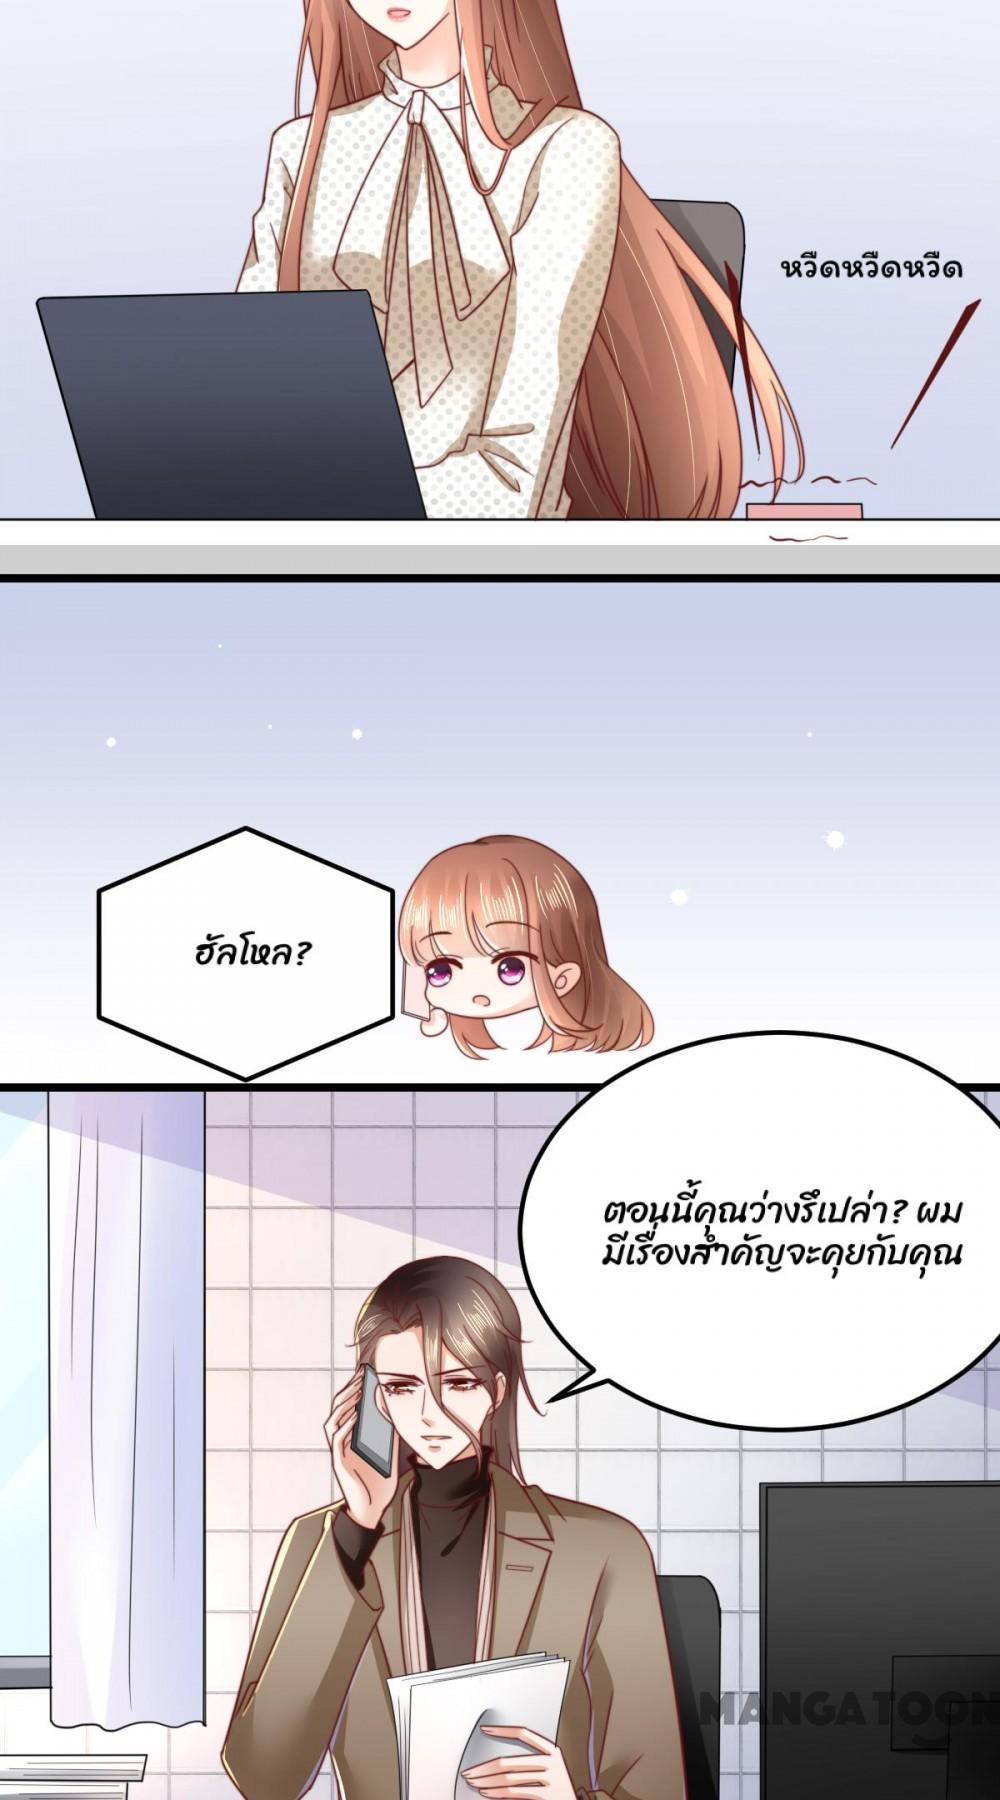 หวืดหวืดหวืด
ฮัลโหล?
ตอนนี้คุณว่างรึเปล่า? ผม
มีเรื่องสำคัญจะคุยกับคุณ
MANGA TOON